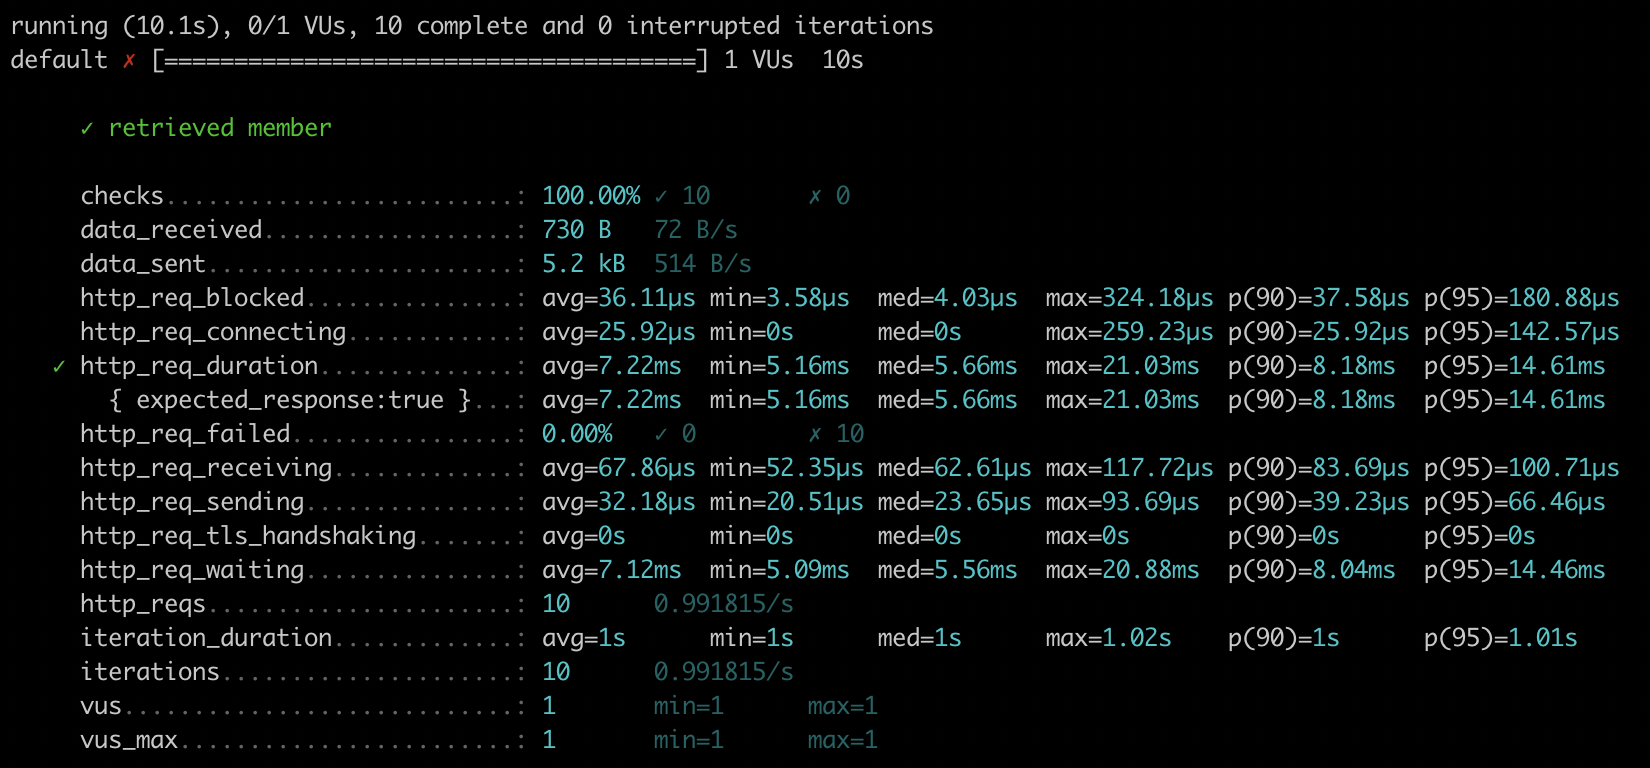 running (10.1s), 0/1 VUs, 10 complete and 0 interrupted iterations
default ✗ [======================================] 1 VUs  10s
✓ retrieved member
checks.........................: 100.00% ✓ 10       ✗ 0
data_received..................: 730 B   72 B/s
data_sent......................: 5.2 kB  514 B/s
http_req_blocked...............: avg=36.11µs min=3.58µs  med=4.03µs  max=324.18µs p(90)=37.58µs p(95)=180.88µs
http_req_connecting............: avg=25.92µs min=0s      med=0s      max=259.23µs p(90)=25.92µs p(95)=142.57µs
✓ http_req_duration..............: avg=7.22ms  min=5.16ms  med=5.66ms  max=21.03ms  p(90)=8.18ms  p(95)=14.61ms
{ expected_response:true }...: avg=7.22ms  min=5.16ms  med=5.66ms  max=21.03ms  p(90)=8.18ms  p(95)=14.61ms
http_req_failed................: 0.00%   ✓ 0        ✗ 10
http_req_receiving.............: avg=67.86µs min=52.35µs med=62.61µs max=117.72µs p(90)=83.69µs p(95)=100.71µs
http_req_sending...............: avg=32.18µs min=20.51µs med=23.65µs max=93.69µs  p(90)=39.23µs p(95)=66.46µs
http_req_tls_handshaking.......: avg=0s      min=0s      med=0s      max=0s       p(90)=0s      p(95)=0s
http_req_waiting...............: avg=7.12ms  min=5.09ms  med=5.56ms  max=20.88ms  p(90)=8.04ms  p(95)=14.46ms
http_reqs......................: 10      0.991815/s
iteration_duration.............: avg=1s      min=1s      med=1s      max=1.02s    p(90)=1s      p(95)=1.01s
iterations.....................: 10      0.991815/s
vus............................: 1       min=1      max=1
vus_max........................: 1       min=1      max=1